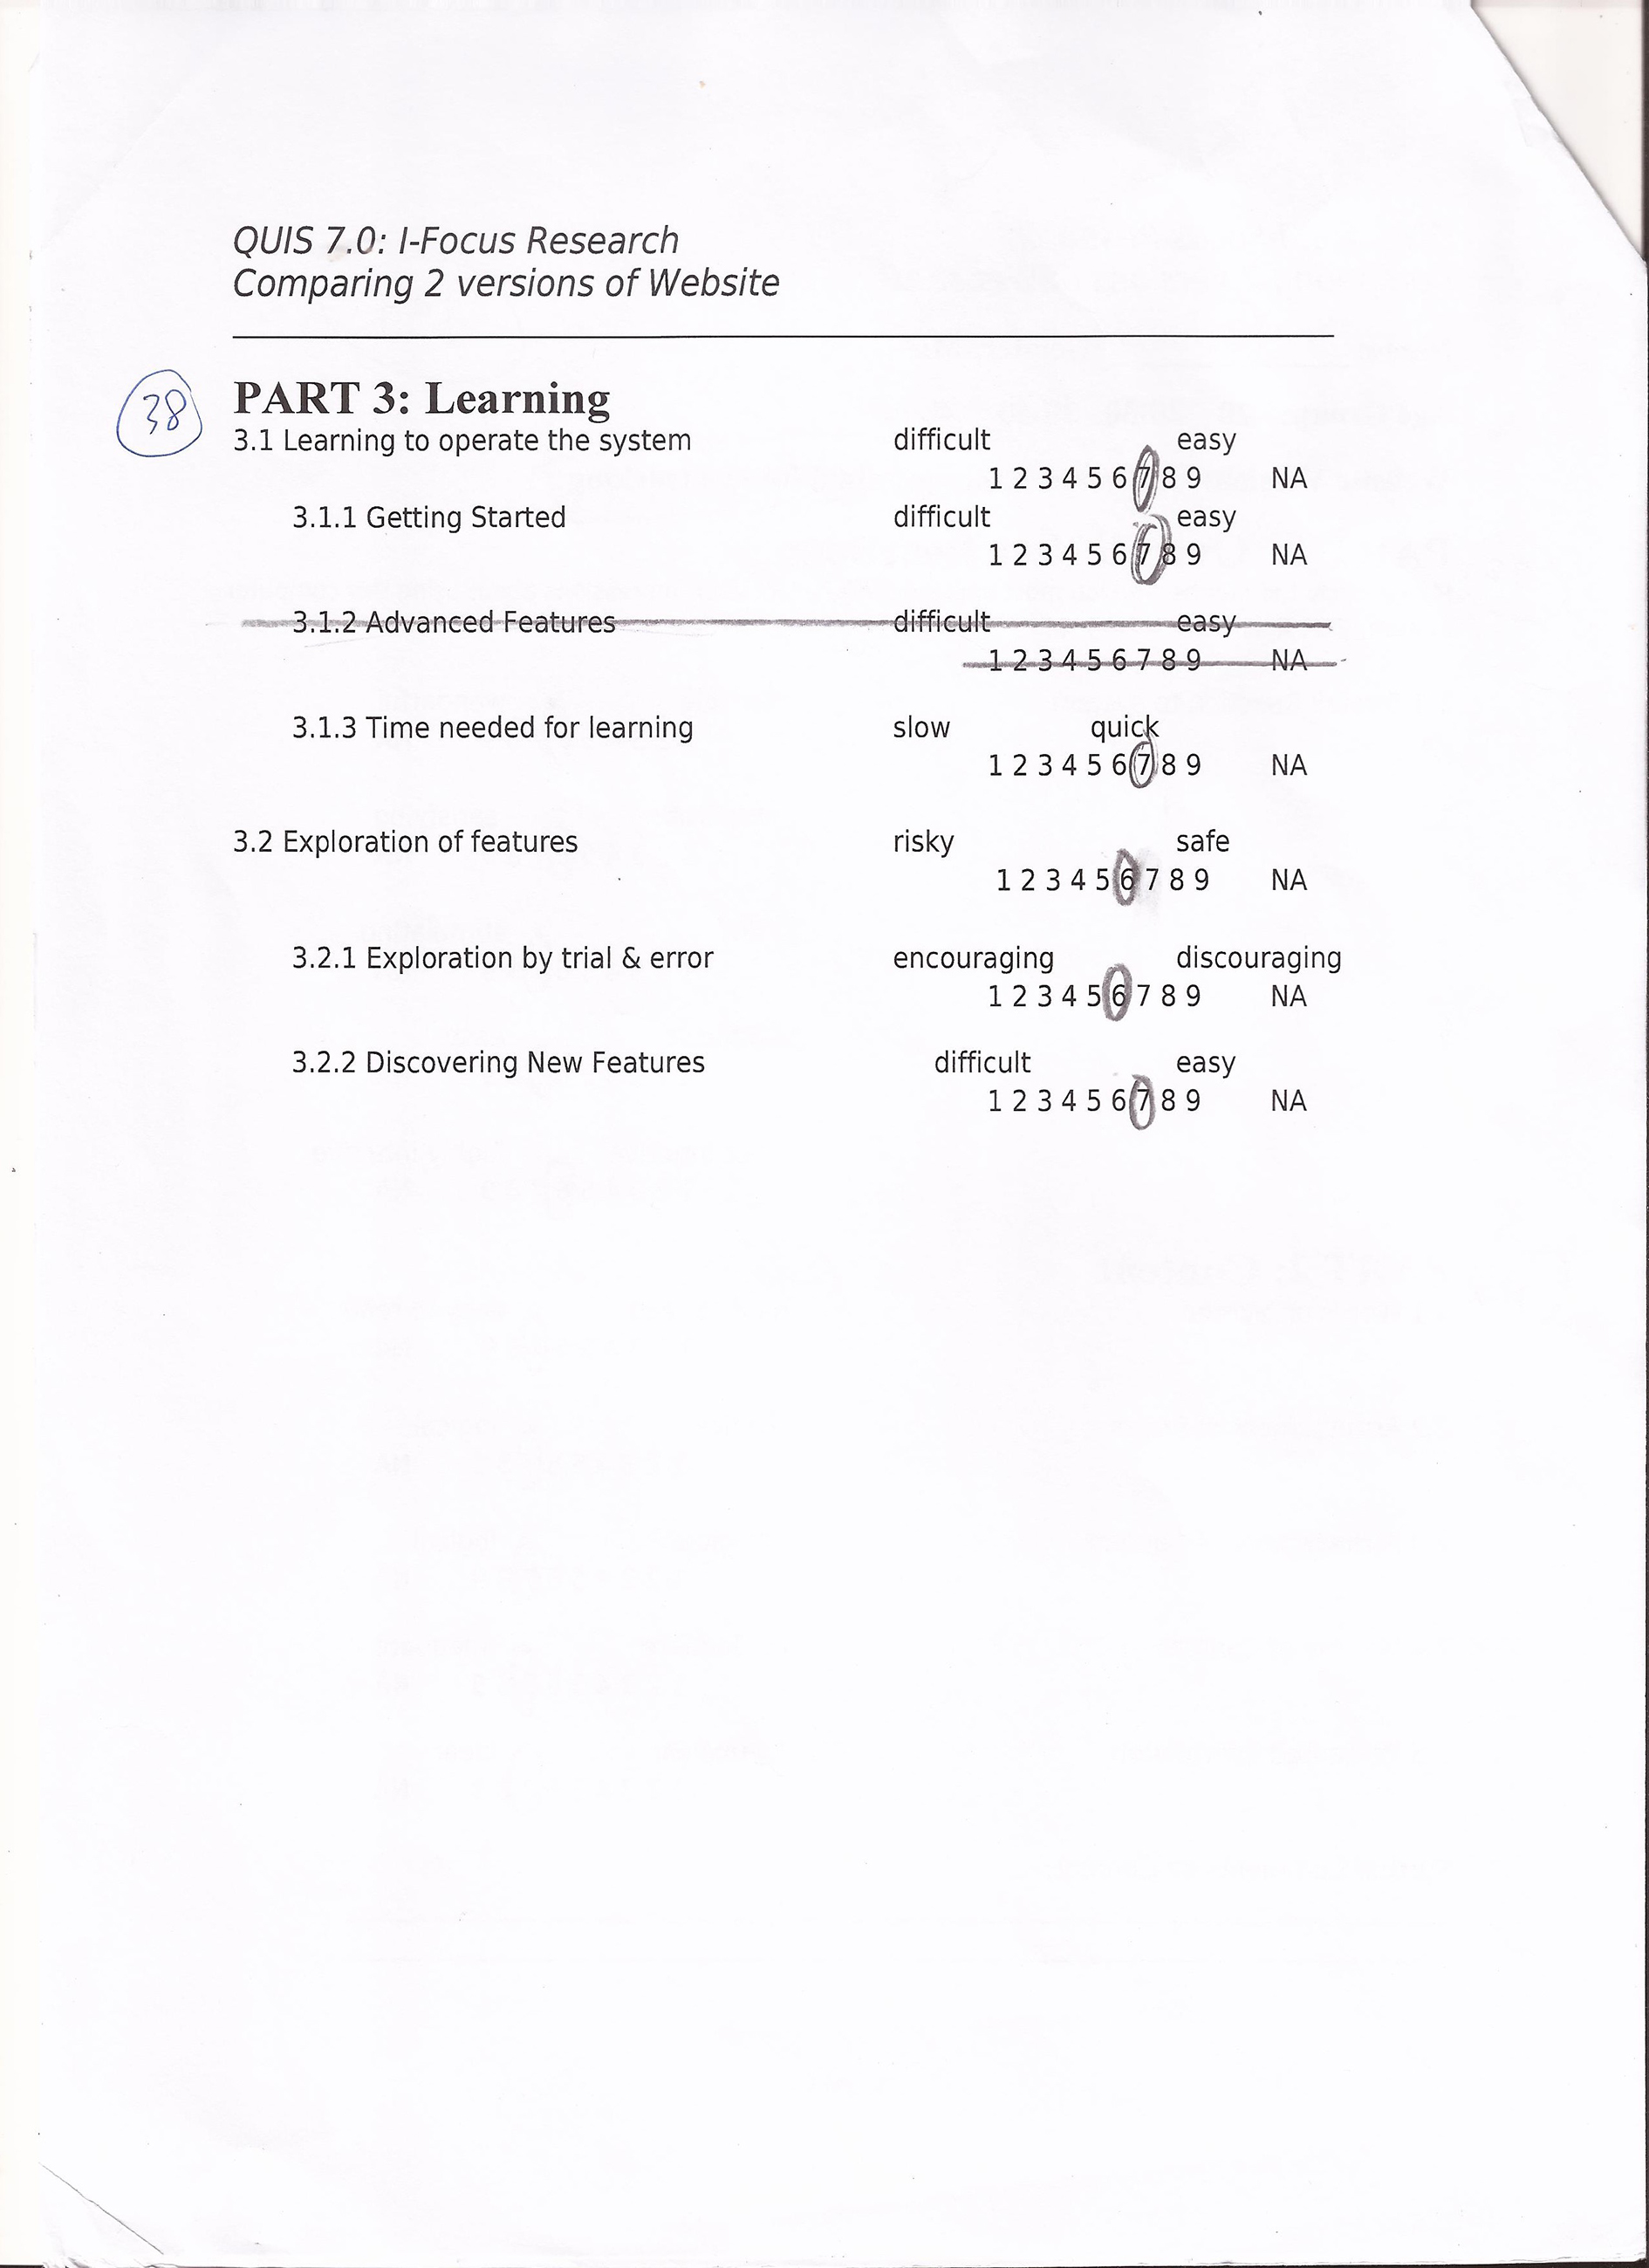 QUIS 7.0: I-Focus Research
Comparing 2 versions of Website
38
PART 3: Learning
3.1 Learning to operate the system difficult easy
1 2 3 4 5 6 7 8 9 NA
3.1.1 Getting Started difficult easy
1 2 3 4 5 6 7 8 9 NA
3.1.2 Advanced Features difficult easy
1 2 3 4 5 6 7 8 9 NA
3.1.3 Time needed for learning slow quick
1 2 3 4 5 6 7 8 9 NA
3.2 Exploration of features risky safe
1 2 3 4 5 6 7 8 9 NA
3.2.1 Exploration by trial & error encouraging discouraging
1 2 3 4 5 6 7 8 9 NA
3.2.2 Discovering New Features difficult easy
1 2 3 4 5 6 7 8 9 NA